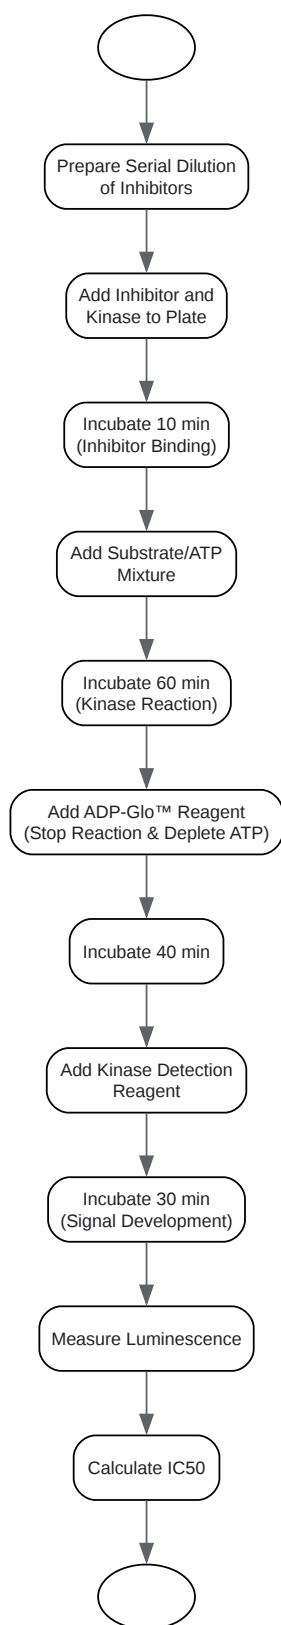 Prepare Serial Dilution
of Inhibitors
Add Inhibitor and
Kinase to Plate
Incubate 10 min
(Inhibitor Binding)
Add Substrate/ATP
Mixture
Incubate 60 min
(Kinase Reaction)
Add ADP-Glo™ Reagent
(Stop Reaction & Deplete ATP)
Incubate 40 min
Add Kinase Detection
Reagent
Incubate 30 min
(Signal Development)
Measure Luminescence
Calculate IC50